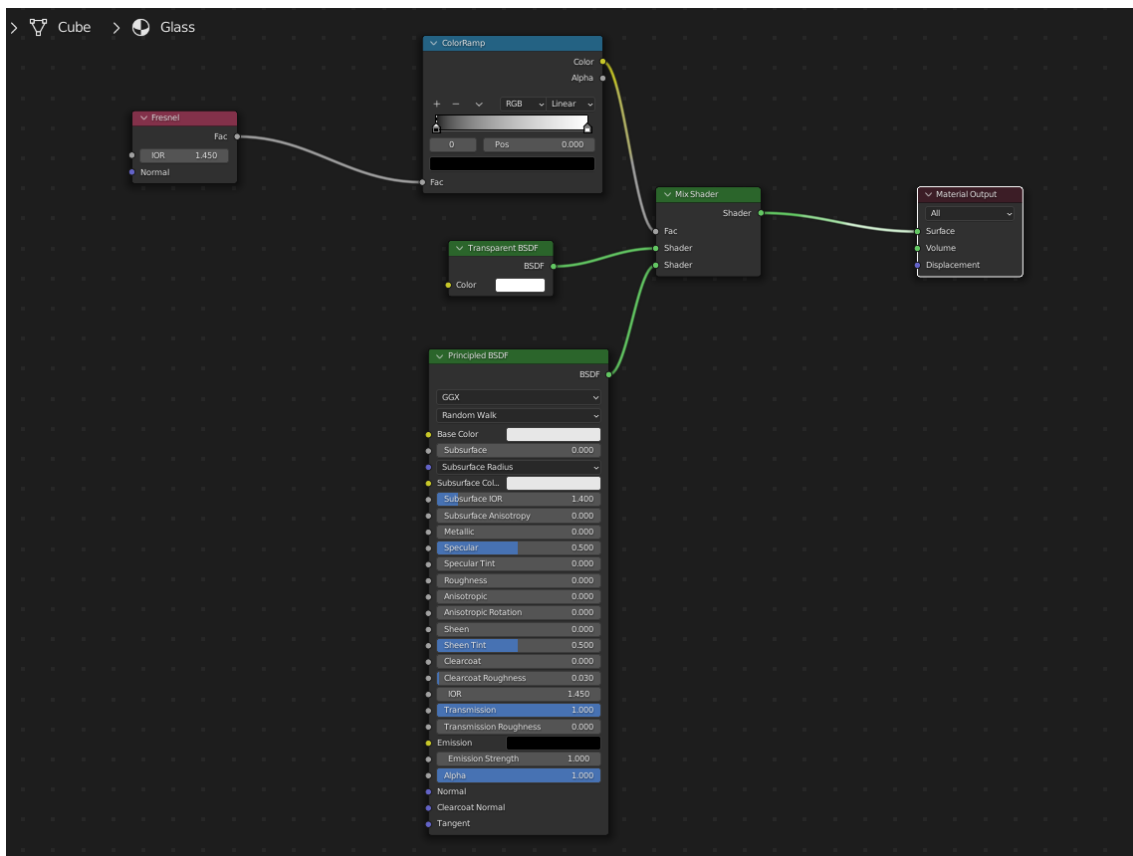 Cube > Glass
ColorRamp
Color
Alpha
RGB Linear
0 Pos 0.000
Fac
Fresnel
Fac
IOR 1.450
Normal
Mix Shader
Shader
Fac
Shader
Shader
Material Output
All
Surface
Volume
Displacement
Transparent BSDF
BSDF
Color
Principled BSDF
BSDF
GGX
Random Walk
Base Color
Subsurface 0.000
Subsurface Radius
Subsurface Col...
Subsurface IOR 1.400
Subsurface Anisotropy 0.000
Metallic 0.000
Specular 0.500
Specular Tint 0.000
Roughness 0.000
Anisotropic 0.000
Anisotropic Rotation 0.000
Sheen 0.000
Sheen Tint 0.500
Clearcoat 0.000
Clearcoat Roughness 0.030
IOR 1.450
Transmission 1.000
Transmission Roughness 0.000
Emission
Emission Strength 1.000
Alpha 1.000
Normal
Clearcoat Normal
Tangent